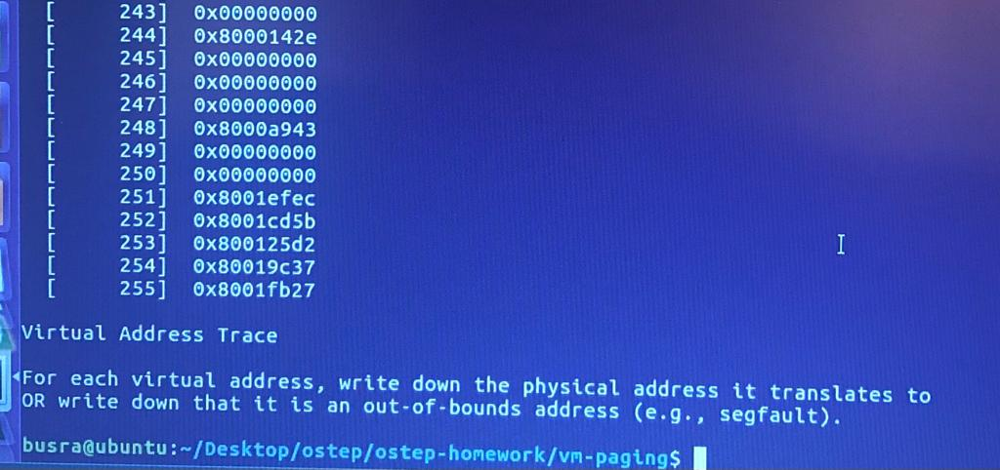 [       243]  0x00000000
[       244]  0x8000142e
[       245]  0x00000000
[       246]  0x00000000
[       247]  0x00000000
[       248]  0x8000a943
[       249]  0x00000000
[       250]  0x00000000
[       251]  0x8001efec
[       252]  0x8001cd5b
[       253]  0x800125d2
[       254]  0x80019c37
[       255]  0x8001fb27
Virtual Address Trace
For each virtual address, write down the physical address it translates to
OR write down that it is an out-of-bounds address (e.g., segfault).
busra@ubuntu:~/Desktop/ostep/ostep-homework/vm-paging$